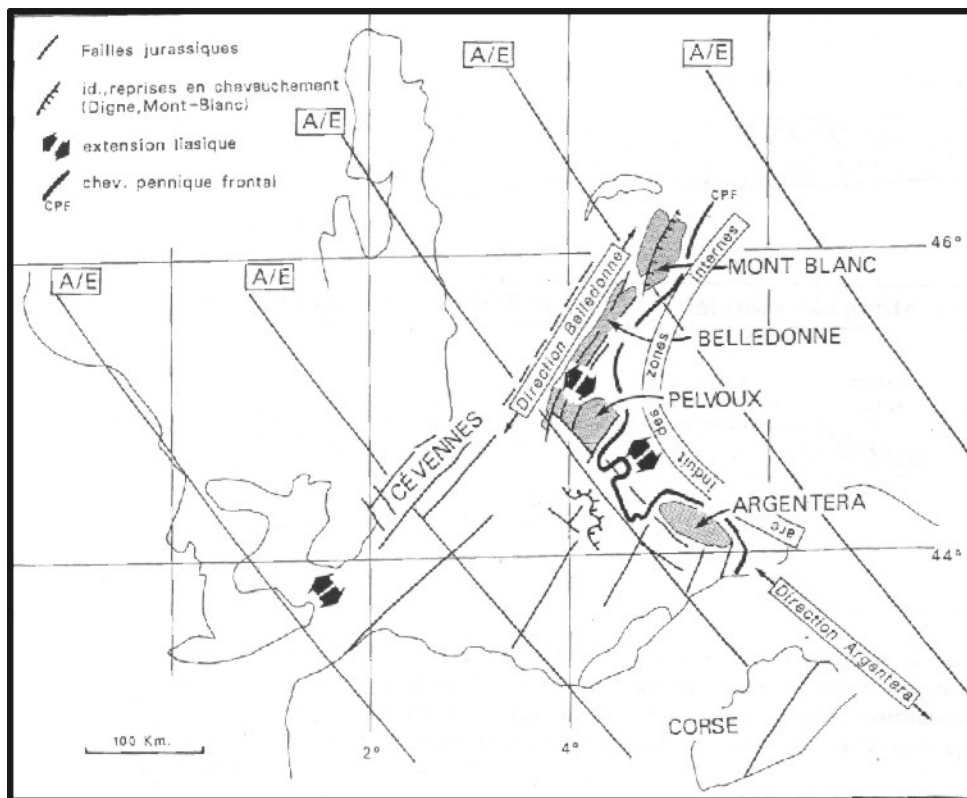 Failles jurassiques
id.,reprises en chevauchement
(Digne, Mont-Blanc)
extension liasique
chev. pennique frontal
CPF
A/E
A/E
A/E
A/E
A/E
CPF
46°
internes
MONT BLANC
Direction Belledonne
BELLEDONNE
zones
PELVOUX
des
CÉVENNES
induit
ARGENTERA
arc
44°
Direction Argentera
CORSE
100 Km.
2°
4°